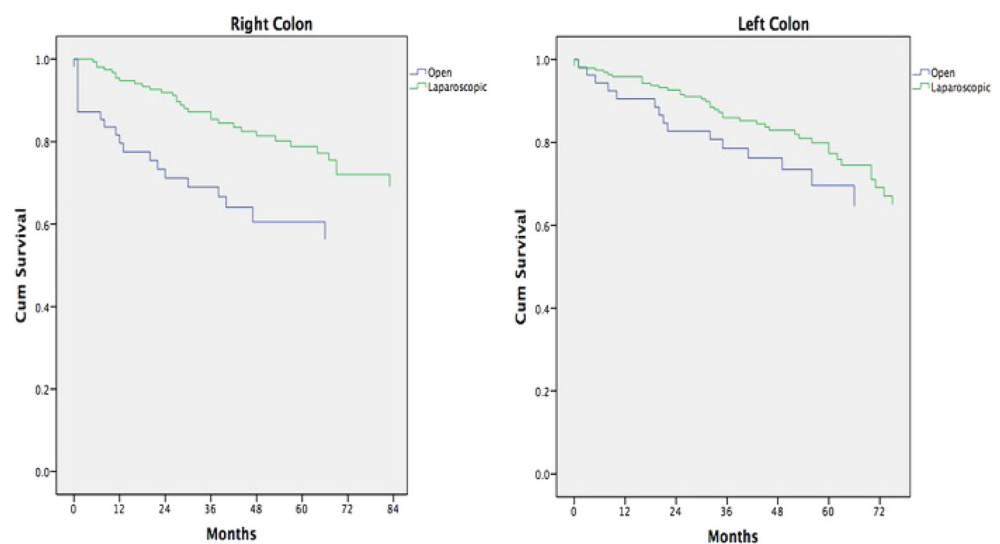 Right Colon
1.0
0.8
0.6
0.4
0.2
0.0
Cum Survival
0 12 24 36 48 60 72 84
Months
Open
Laparoscopic
Left Colon
1.0
0.8
0.6
0.4
0.2
0.0
Cum Survival
0 12 24 36 48 60 72
Months
Open
Laparoscopic